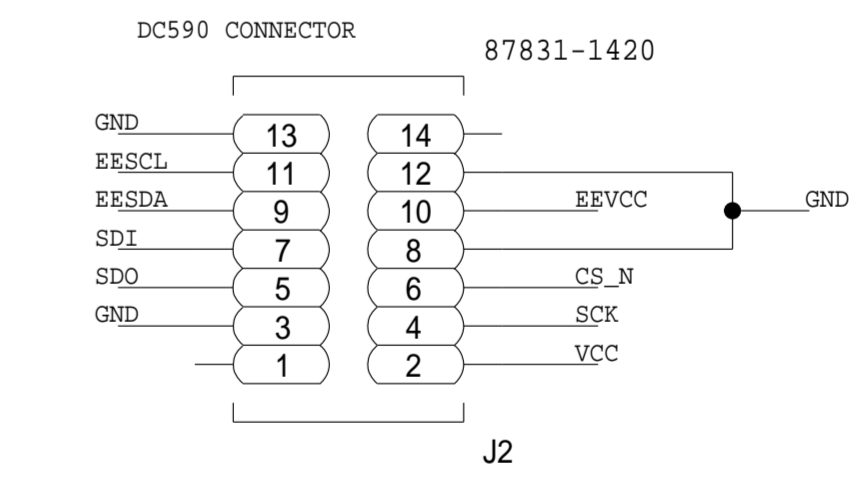 DC590 CONNECTOR
87831-1420
GND 13 14
EESCL 11 12
EESDA 9 10 EEVCC GND
SDI 7 8
SDO 5 6 CS_N
GND 3 4 SCK
1 2 VCC
J2